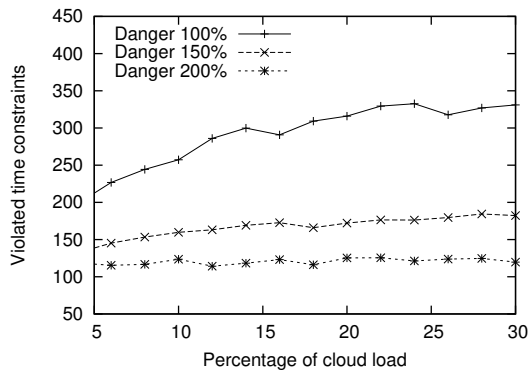 450
400
350
300
250
200
150
100
50
Violated time constraints
Danger 100%
Danger 150%
Danger 200%
5 10 15 20 25 30
Percentage of cloud load